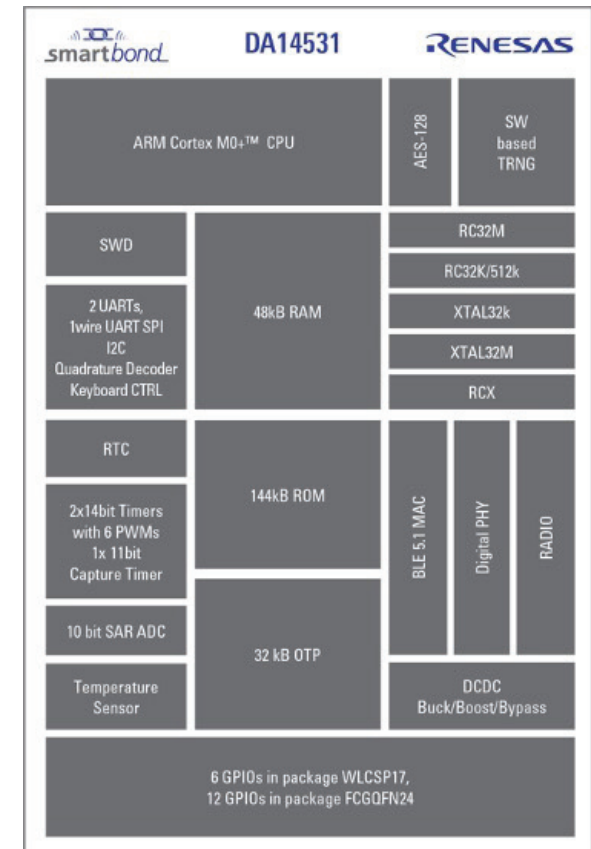 smartbond
DA14531
RENESAS
ARM Cortex M0+™ CPU
AES-128
SW
based
TRNG
SWD
2 UARTs,
1wire UART SPI
I2C
Quadrature Decoder
Keyboard CTRL
48kB RAM
RC32M
RC32K/512k
XTAL32k
XTAL32M
RCX
RTC
2x14bit Timers
with 6 PWMs
1x 11bit
Capture Timer
10 bit SAR ADC
Temperature
Sensor
144kB ROM
32 kB OTP
BLE 5.1 MAC
Digital PHY
RADIO
DCDC
Buck/Boost/Bypass
6 GPIOs in package WLCSP17,
12 GPIOs in package FCGQFN24